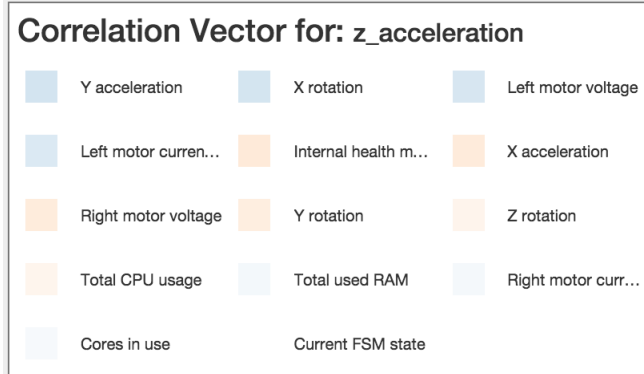 Correlation Vector for: z_acceleration
Y acceleration X rotation Left motor voltage
Left motor curren... Internal health m... X acceleration
Right motor voltage Y rotation Z rotation
Total CPU usage Total used RAM Right motor curr...
Cores in use Current FSM state